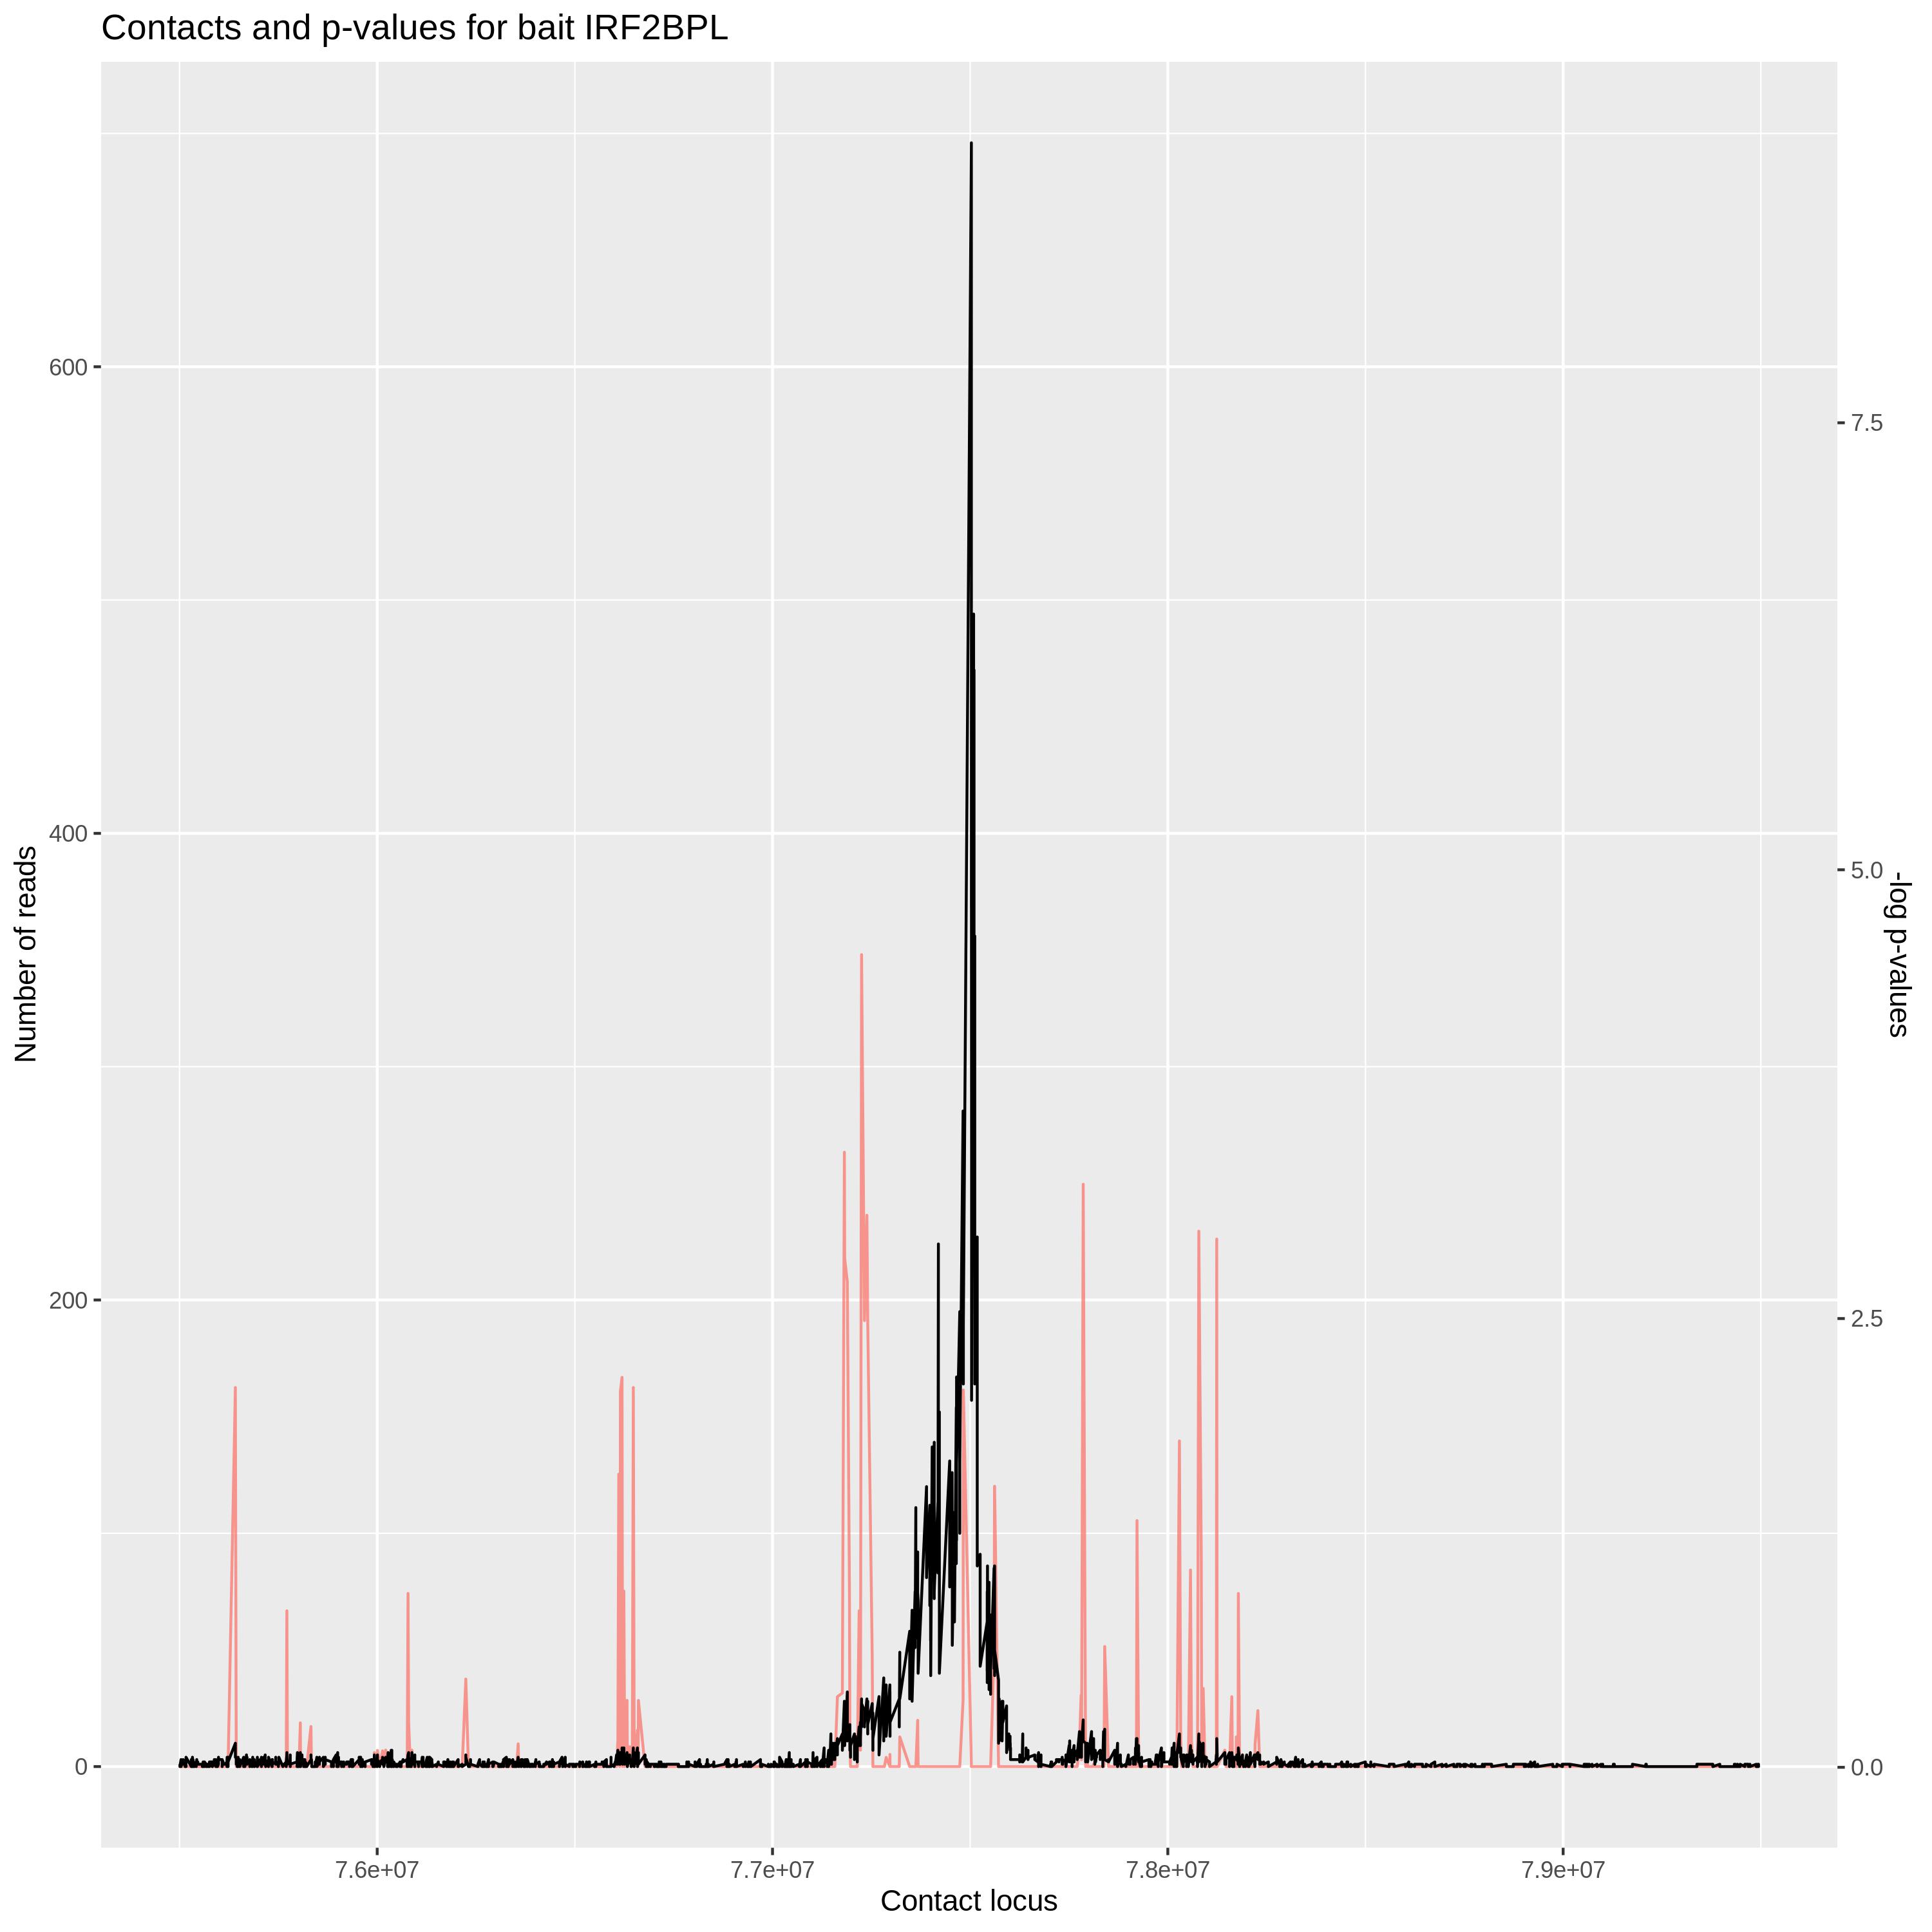 Contacts and p-values for bait IRF2BPL
Number of reads
600
400
200
0
7.5
5.0
2.5
0.0
-log p-values
7.6e+07 7.7e+07 7.8e+07 7.9e+07
Contact locus